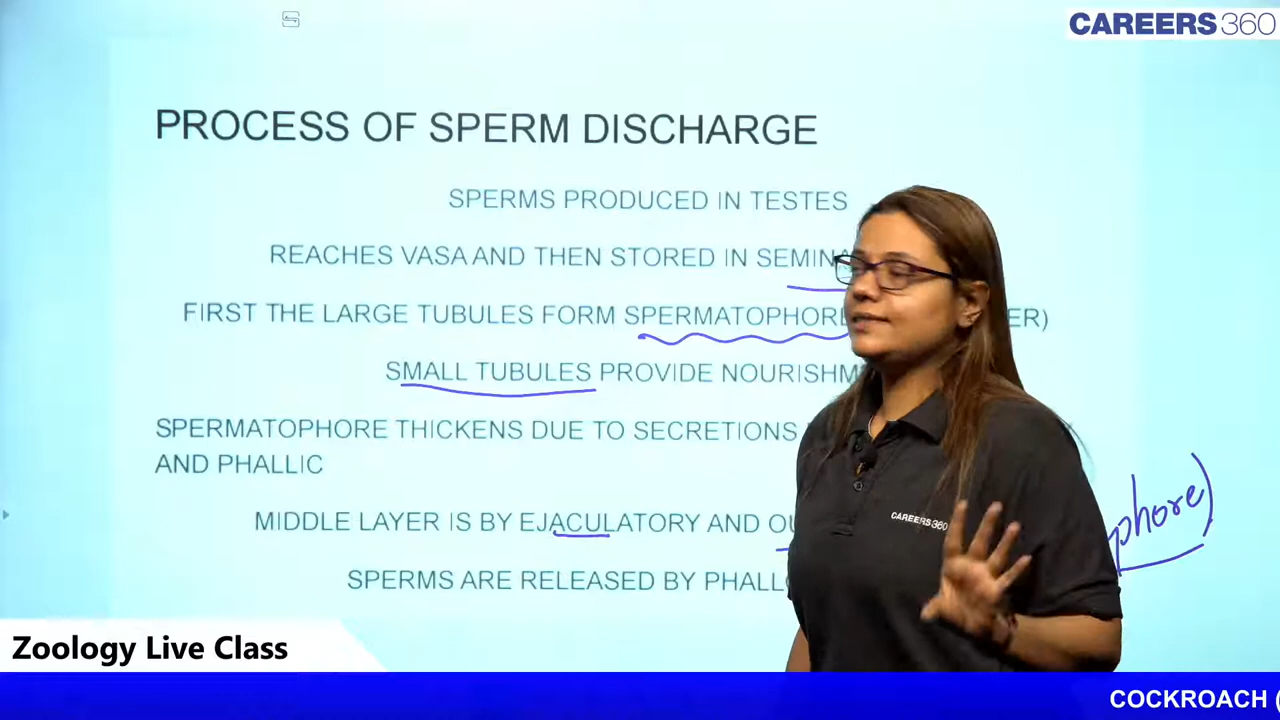 CAREERS360
PROCESS OF SPERM DISCHARGE
SPERMS PRODUCED IN TESTES
REACHES VASA AND THEN STORED IN SEMIN
FIRST THE LARGE TUBULES FORM SPERMATOPHORE ER)
SMALL TUBULES PROVIDE NOURISHM
SPERMATOPHORE THICKENS DUE TO SECRETIONS
AND PHALLIC
MIDDLE LAYER IS BY EJACULATORY AND OU
SPERMS ARE RELEASED BY PHALL
phore)
CAREERS360
Zoology Live Class
COCKROACH (